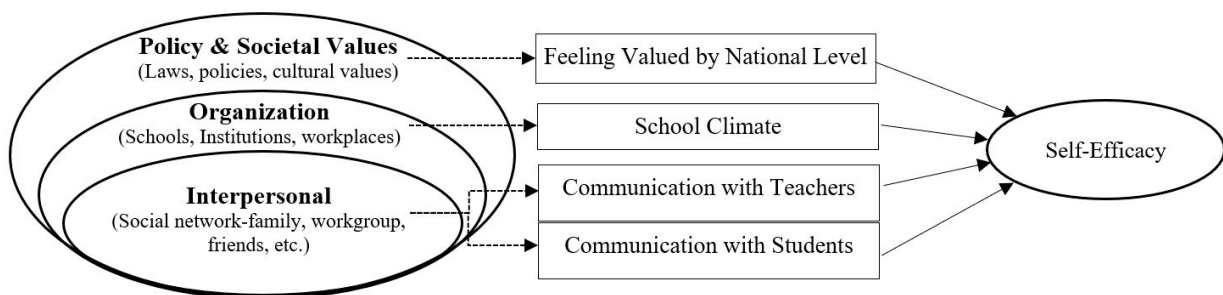 Policy & Societal Values
(Laws, policies, cultural values)
Organization
(Schools, Institutions, workplaces)
Interpersonal
(Social network-family, workgroup,
friends, etc.)
Feeling Valued by National Level
School Climate
Communication with Teachers
Communication with Students
Self-Efficacy